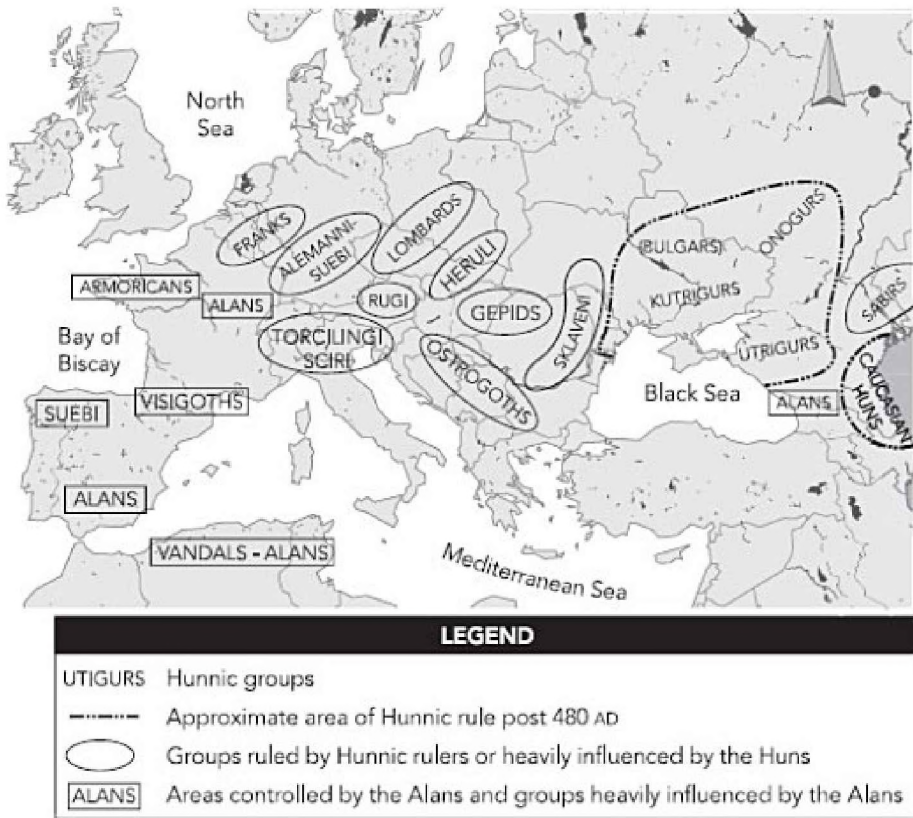 N
North
Sea
FRANKS
ALEMANNI-
SUEBI
LOMBARDS
HERULI
(BULGARS)
ONOGURS
KUTRIGURS
SABIRS
ARMORICANS
ALANS
RUGI
GEPIDS
SKLAVENI
UTRIGURS
TORCILINGI
SCIRI
OSTROGOTHS
Bay of
Biscay
Black Sea
ALANS
CAUCASIAN
HUNS
SUEBI
VISIGOTHS
ALANS
VANDALS - ALANS
Mediterranean Sea
LEGEND
UTIGURS Hunnic groups
Approximate area of Hunnic rule post 480 AD
Groups ruled by Hunnic rulers or heavily influenced by the Huns
ALANS Areas controlled by the Alans and groups heavily influenced by the Alans